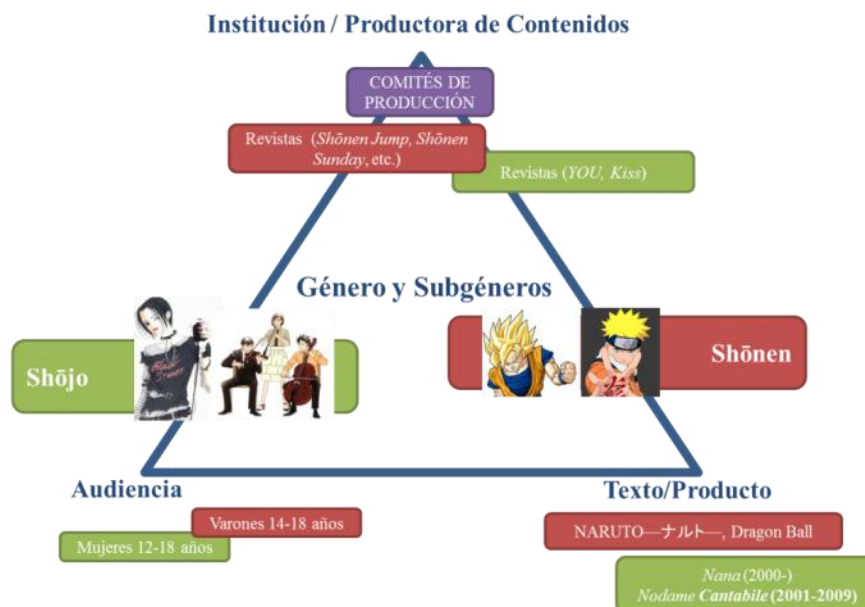 Institución / Productora de Contenidos
COMITÉS DE
PRODUCCIÓN
Revistas (Shōnen Jump, Shōnen
Sunday, etc.)
Revistas (YOU, Kiss)
Género y Subgéneros
Shōjo
Shōnen
Audiencia
Texto/Producto
Varones 14-18 años
Mujeres 12-18 años
NARUTO—ナルト—, Dragon Ball
Nana (2000-)
Nodame Cantabile (2001-2009)